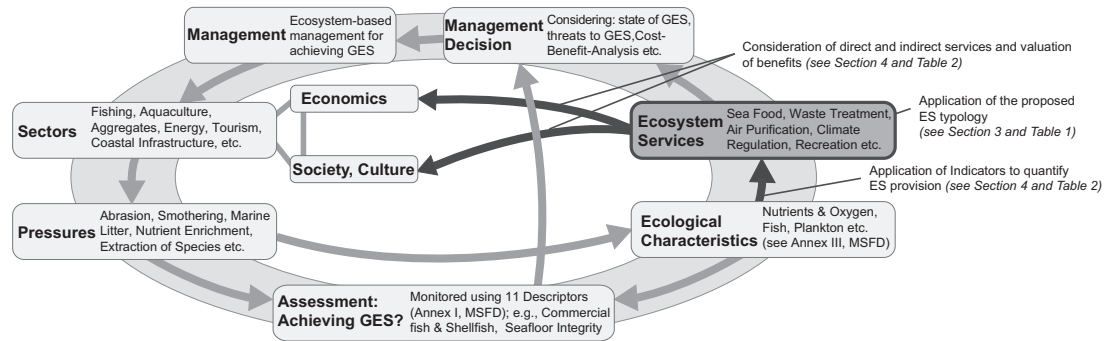 Management
Ecosystem-based
management for
achieving GES
Management
Decision
Considering: state of GES,
threats to GES,Cost-
Benefit-Analysis etc.
Consideration of direct and indirect services and valuation
of benefits (see Section 4 and Table 2)
Sectors
Fishing, Aquaculture,
Aggregates, Energy, Tourism,
Coastal Infrastructure, etc.
Economics
Society, Culture
Ecosystem
Services
Sea Food, Waste Treatment,
Air Purification, Climate
Regulation, Recreation etc.
Application of the proposed
ES typology
(see Section 3 and Table 1)
Application of Indicators to quantify
ES provision (see Section 4 and Table 2)
Pressures
Abrasion, Smothering, Marine
Litter, Nutrient Enrichment,
Extraction of Species etc.
Ecological
Characteristics
Nutrients & Oxygen,
Fish, Plankton etc.
(see Annex III, MSFD)
Assessment:
Achieving GES?
Monitored using 11 Descriptors
(Annex I, MSFD); e.g., Commercial
fish & Shellfish, Seafloor Integrity